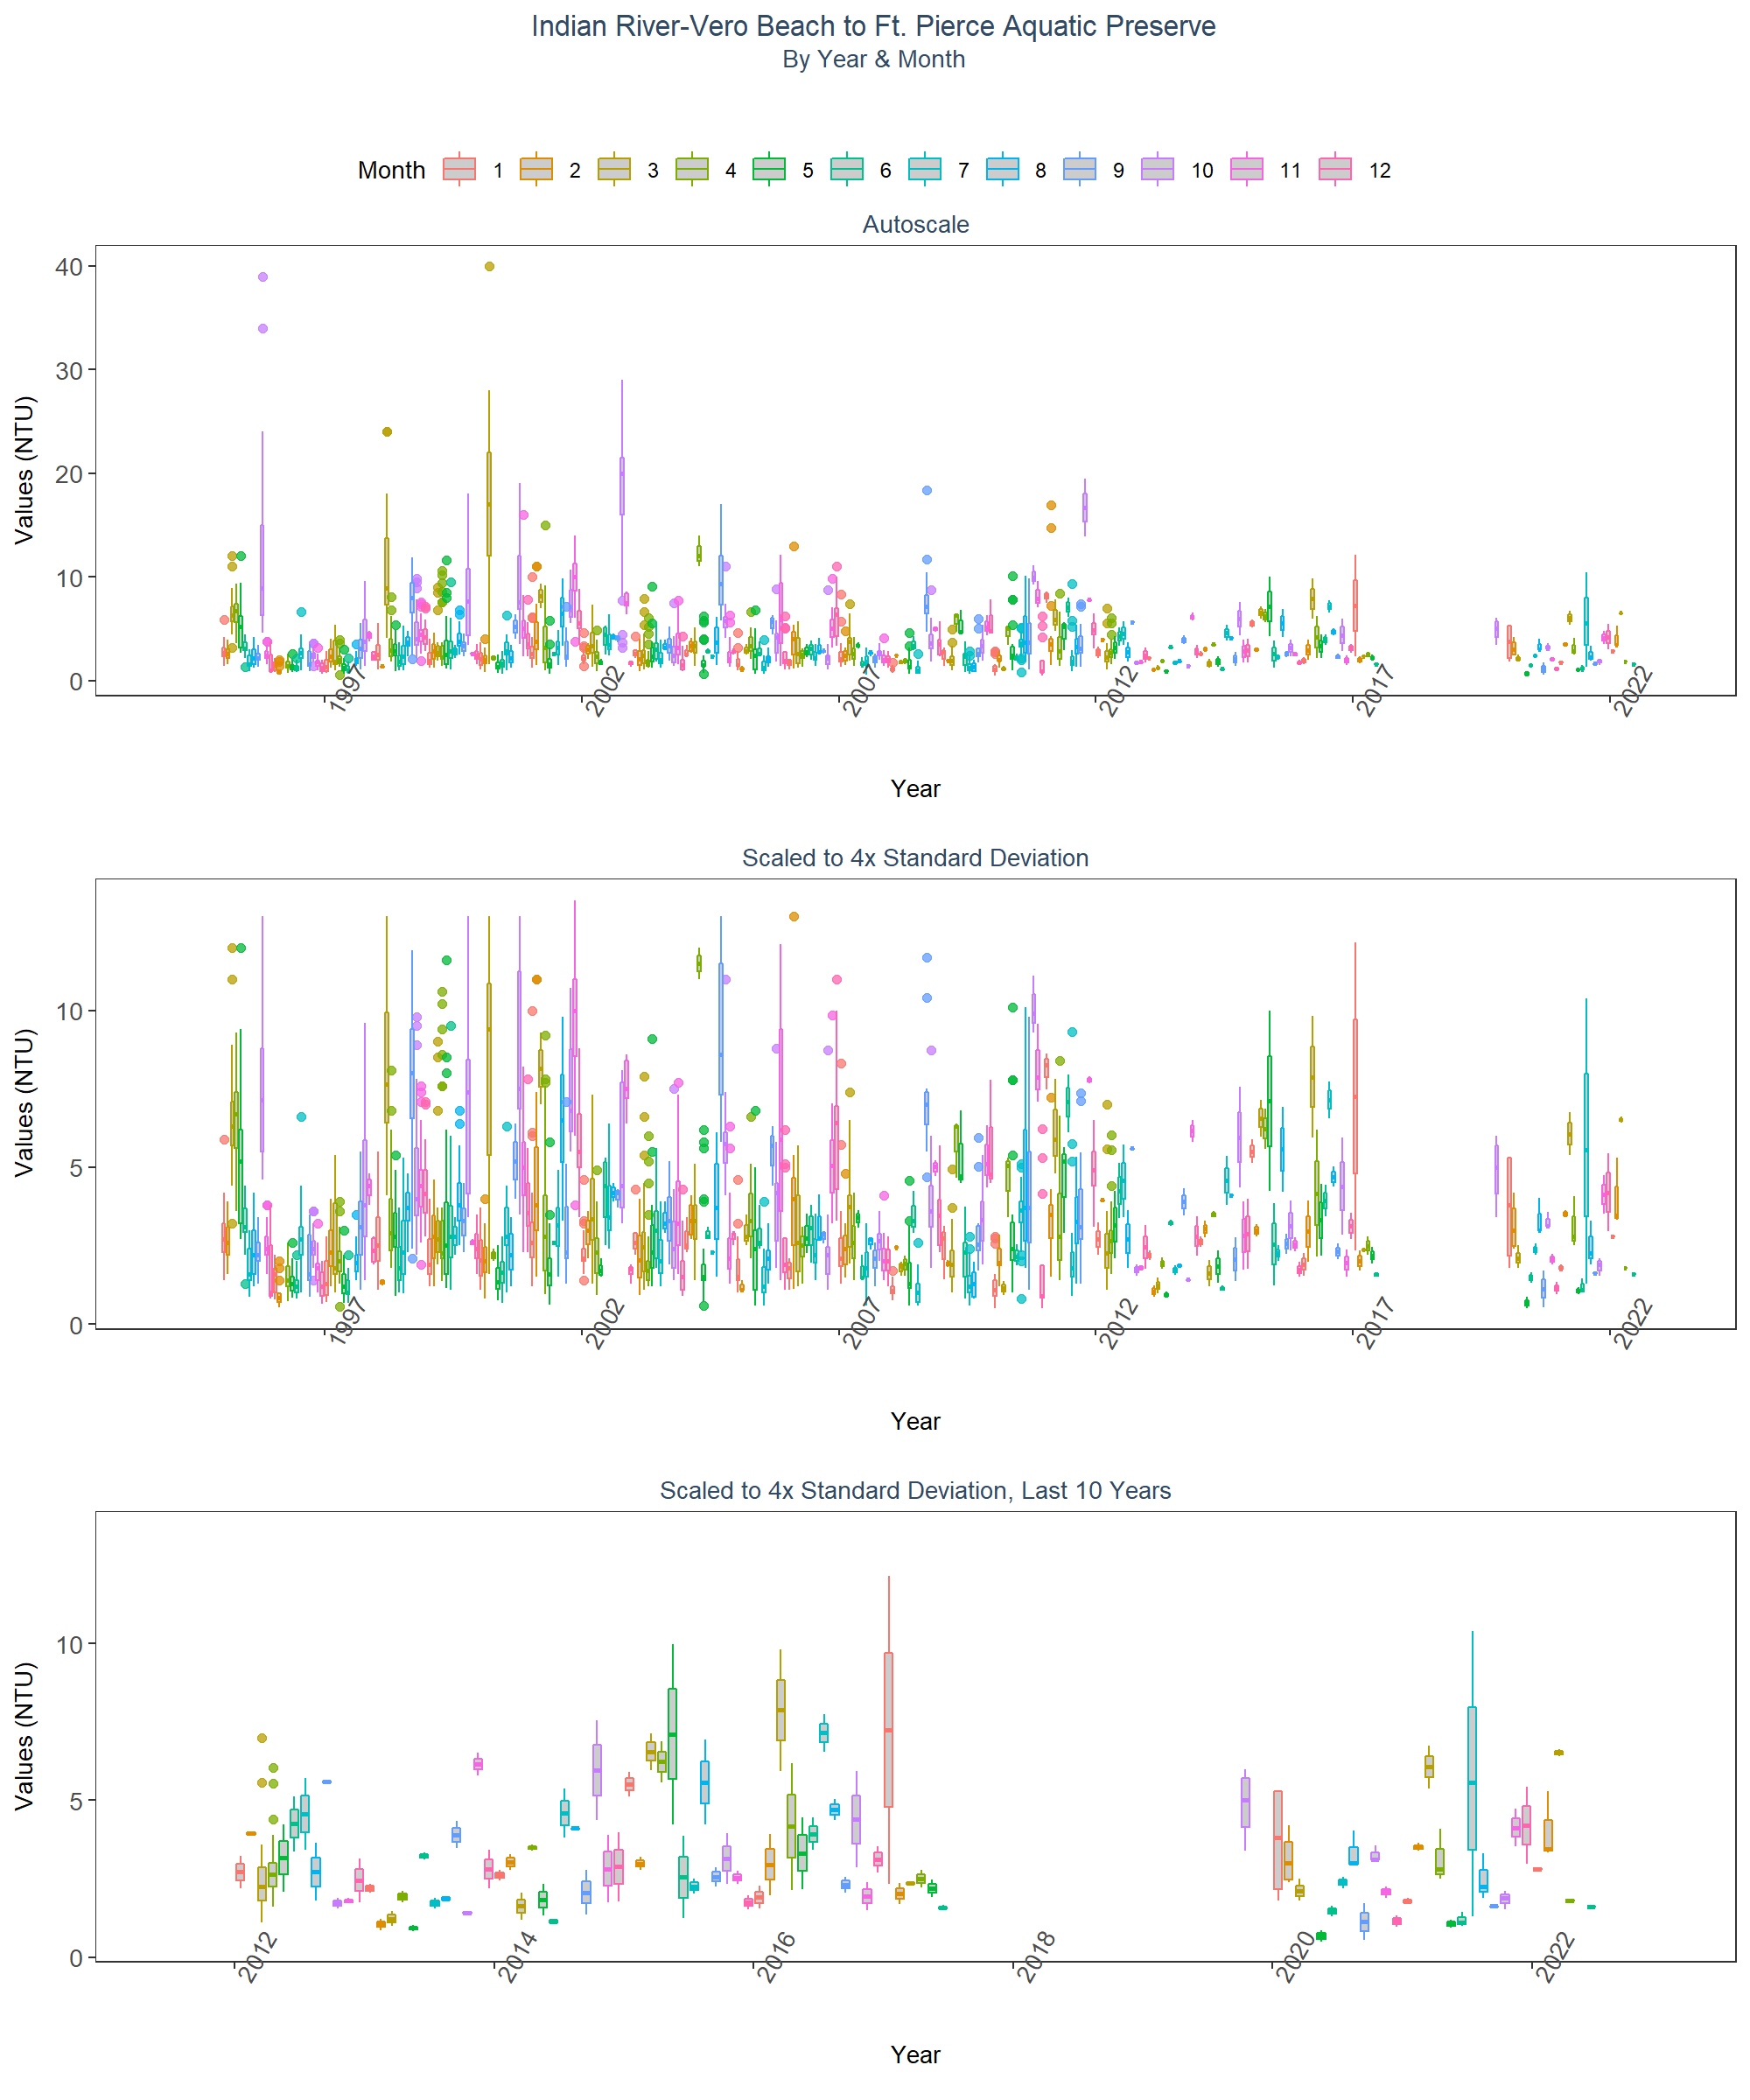 Indian River-Vero Beach to Ft. Pierce Aquatic Preserve
By Year & Month
Month 1 2 3 4 5 6 7 8 9 10 11 12
Autoscale
Values (NTU)
40
30
20
10
0
1997 2002 2007 2012 2017 2022
Year
Scaled to 4x Standard Deviation
Values (NTU)
10
5
0
1997 2002 2007 2012 2017 2022
Year
Scaled to 4x Standard Deviation, Last 10 Years
Values (NTU)
10
5
0
2012 2014 2016 2018 2020 2022
Year